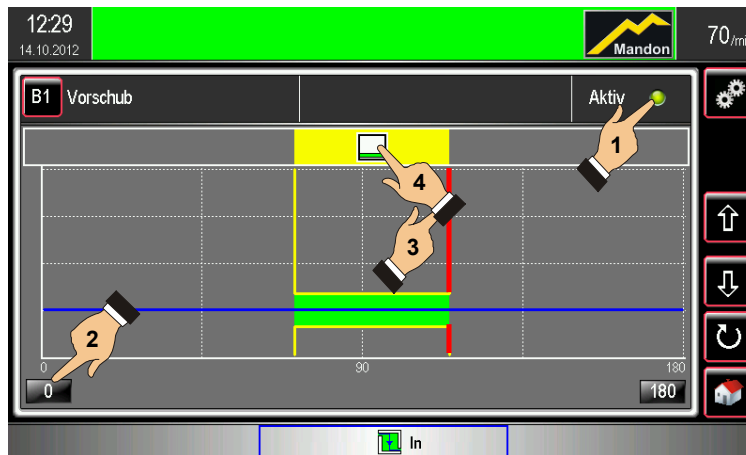 12:29
14.10.2012
Mandon
70/mi
B1 Vorschub
Aktiv
1
4
3
2
0 90 180
0 180
In